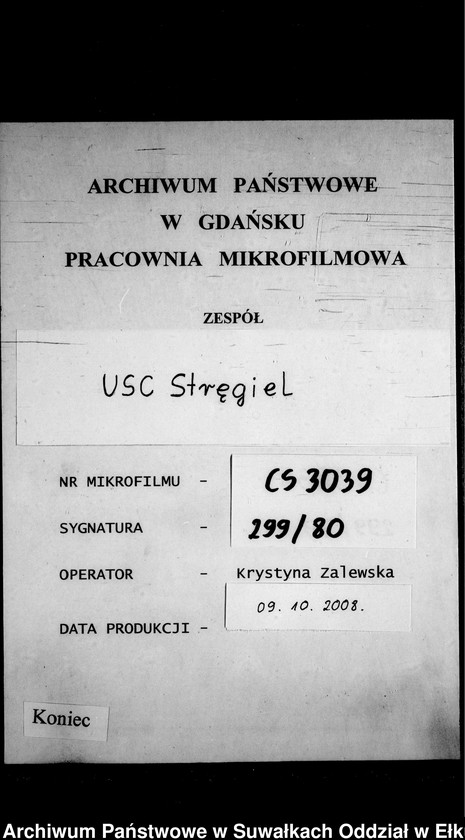 ARCHIWUM PAŃSTWOWE
W GDAŃSKU
PRACOWNIA MIKROFILMOWA
ZESPÓŁ
USC Stręgiel
NR MIKROFILMU - CS 3039
SYGNATURA - 299/80
OPERATOR - Krystyna Zalewska
DATA PRODUKCJI - 09. 10. 2008.
Koniec
Archiwum Państwowe w Suwałkach Oddział w Ełk